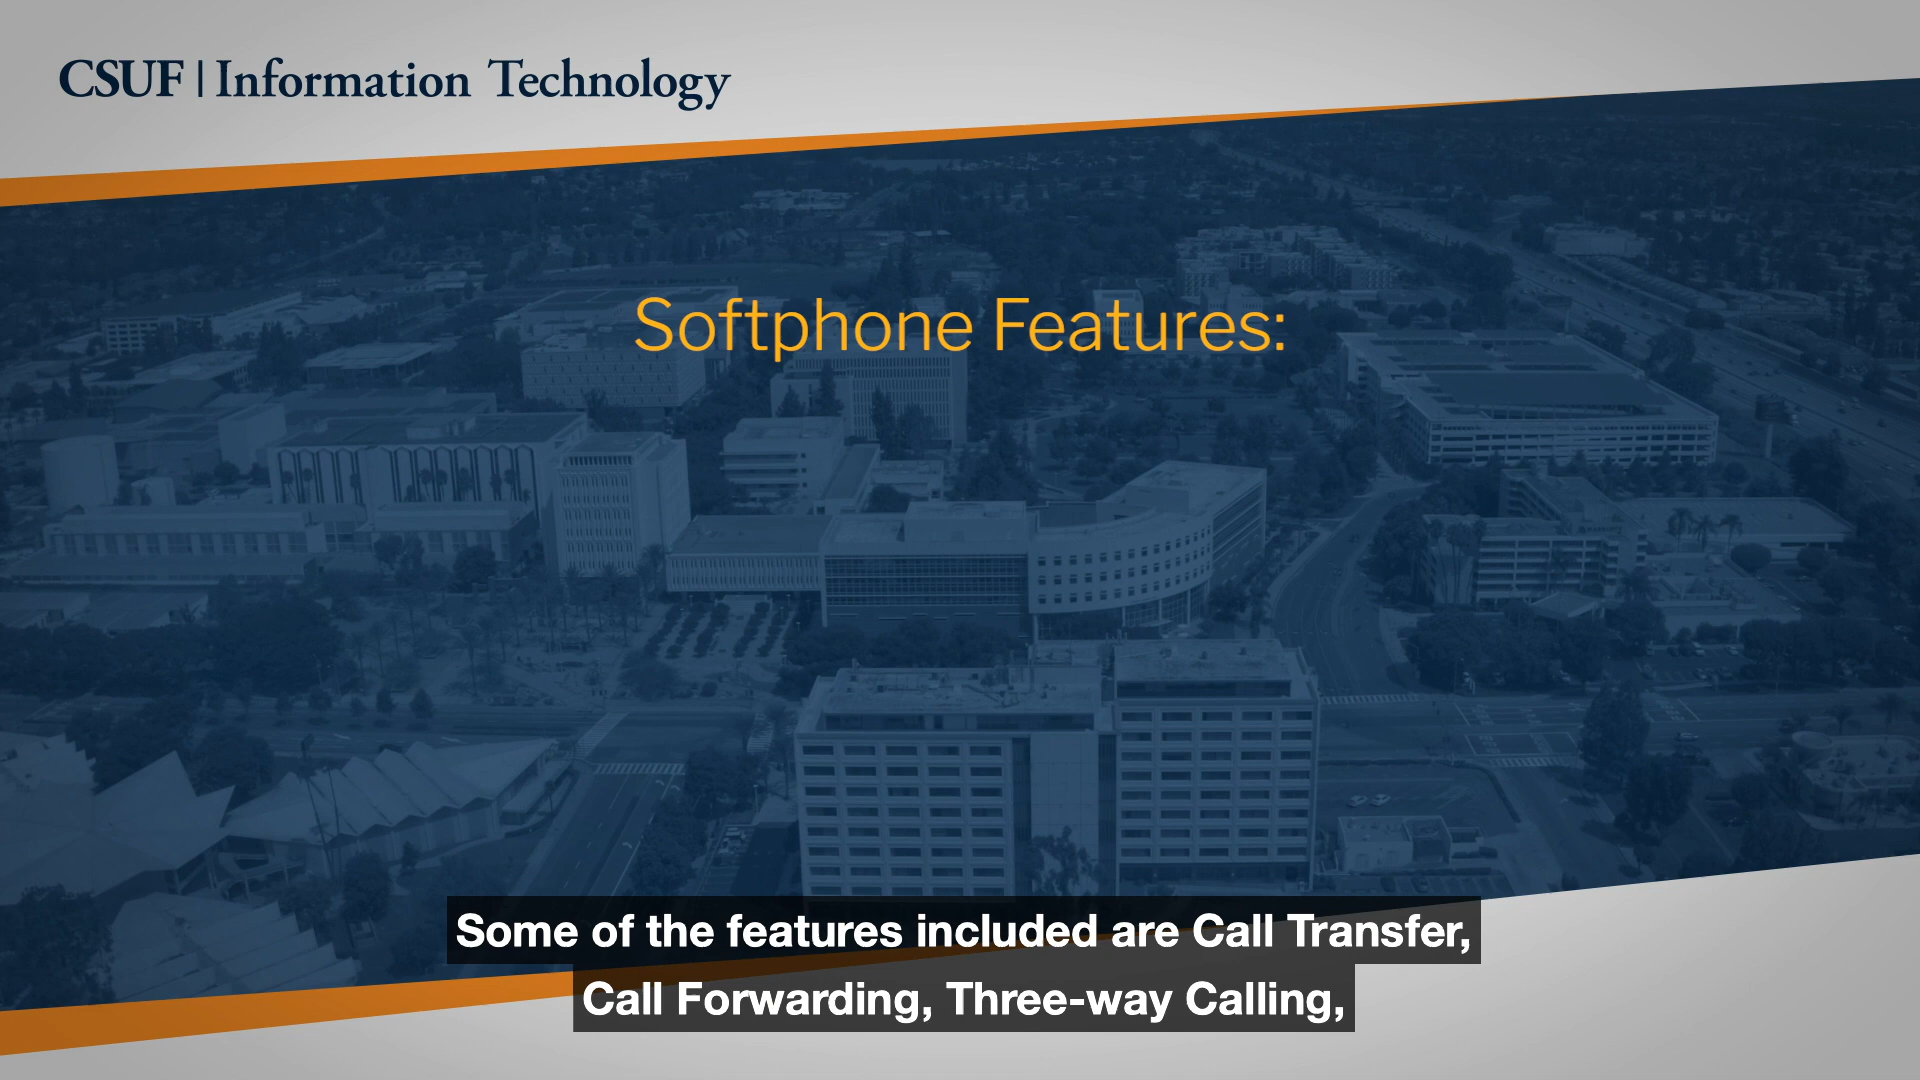 CSUF | Information Technology
Softphone Features:
Some of the features included are Call Transfer,
Call Forwarding, Three-way Calling,